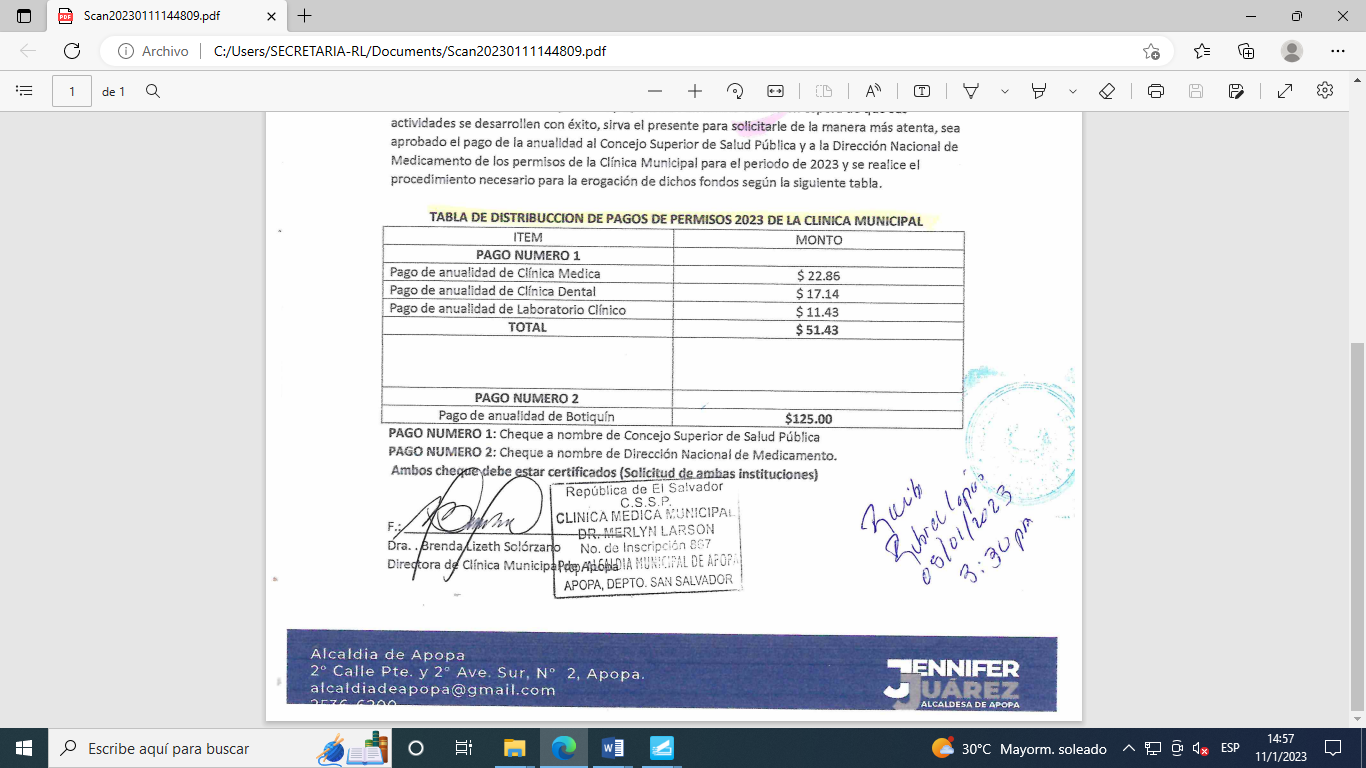 Scan20230111144809.pdf
Archivo
C:/Users/SECRETARIA-RL/Documents/Scan20230111144809.pdf
1
de 1
actividades se desarrollen con éxito, sirva el presente para solicitarle de la manera más atenta, sea
aprobado el pago de la anualidad al Concejo Superior de Salud Pública y a la Dirección Nacional de
Medicamento de los permisos de la Clínica Municipal para el periodo de 2023 y se realice el
procedimiento necesario para la erogación de dichos fondos según la siguiente tabla.
TABLA DE DISTRIBUCCION DE PAGOS DE PERMISOS 2023 DE LA CLINICA MUNICIPAL
ITEM MONTO
PAGO NUMERO 1
Pago de anualidad de Clínica Medica $ 22.86
Pago de anualidad de Clínica Dental $ 17.14
Pago de anualidad de Laboratorio Clínico $ 11.43
TOTAL $ 51.43
PAGO NUMERO 2
Pago de anualidad de Botiquín $125.00
PAGO NUMERO 1: Cheque a nombre de Concejo Superior de Salud Pública
PAGO NUMERO 2: Cheque a nombre de Dirección Nacional de Medicamento.
Ambos cheque debe estar certificados (Solicitud de ambas instituciones)
F.:
Dra. . Brenda Lizeth Solórzano
Directora de Clínica Municipal de Apopa
República de El Salvador
C.S.S.P.
CLINICA MEDICA MUNICIPAL
DR. MERLYN LARSON
No. de Inscripción 867
Prop. ALCALDIA MUNICIPAL DE APOPA
APOPA, DEPTO. SAN SALVADOR
/01/2023
3:30 pm
Alcaldia de Apopa
2° Calle Pte. y 2° Ave. Sur, N° 2, Apopa.
alcaldiadeapopa@gmail.com
JENNIFER
JUÁREZ
ALCALDESA DE APOPA
Escribe aquí para buscar
30°C Mayorm. soleado
ESP
14:57
11/1/2023